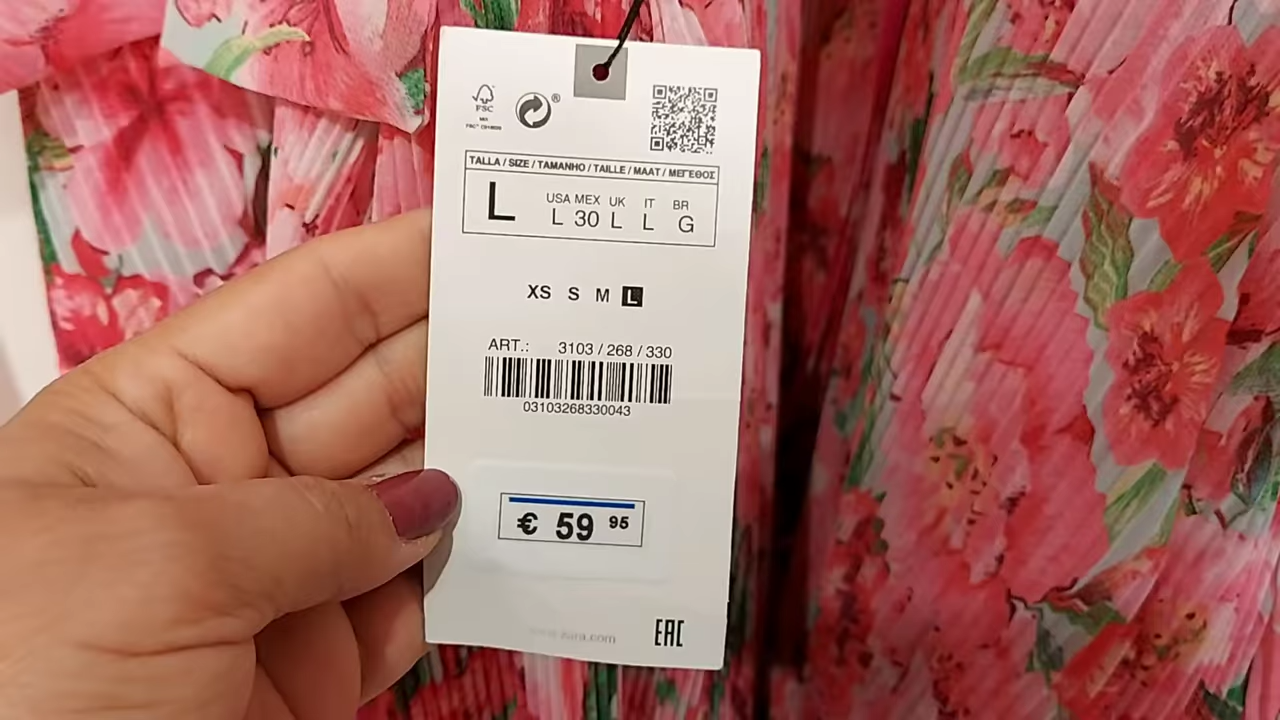 FSC
®
TALLA / SIZE / TAMANHO / TAILLE / MAAT / ΜΕΓΕΘΟΣ
L
USA MEX UK IT BR
L 30 L L G
XS S M L
ART.: 3103 / 268 / 330
03103268330043
€ 59 95
EAC